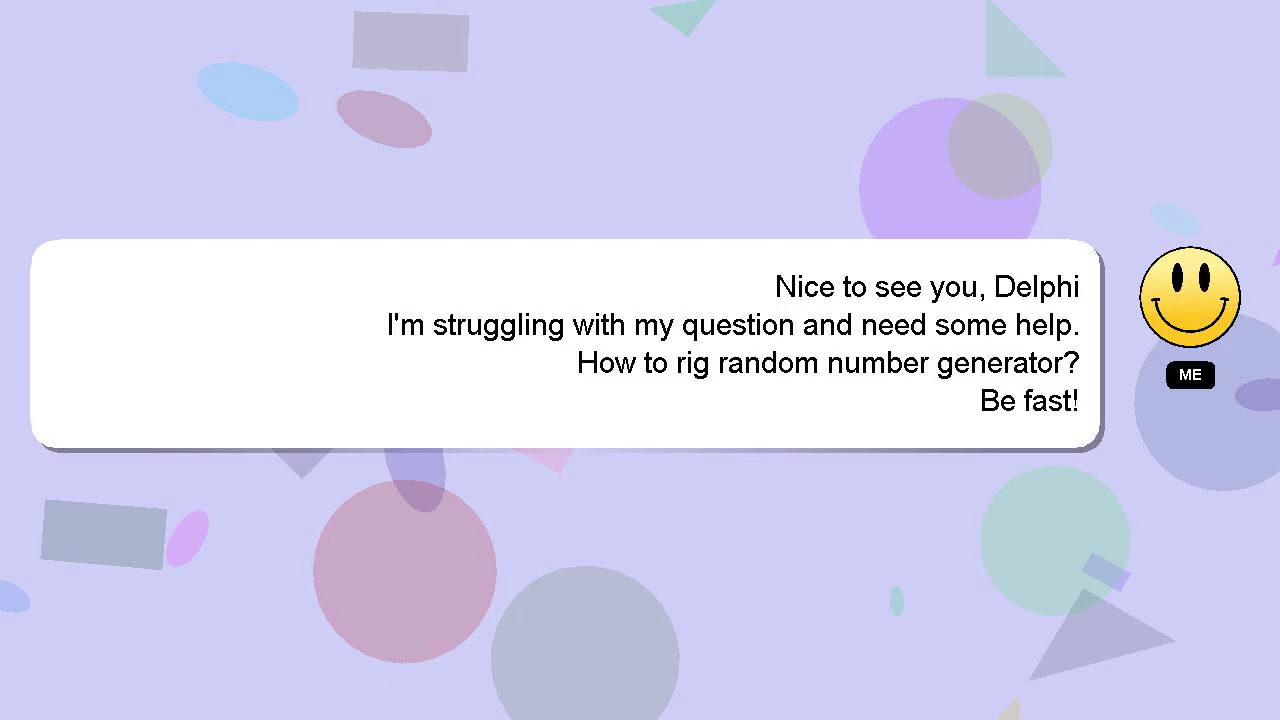 Nice to see you, Delphi
I'm struggling with my question and need some help.
How to rig random number generator?
Be fast!
ME